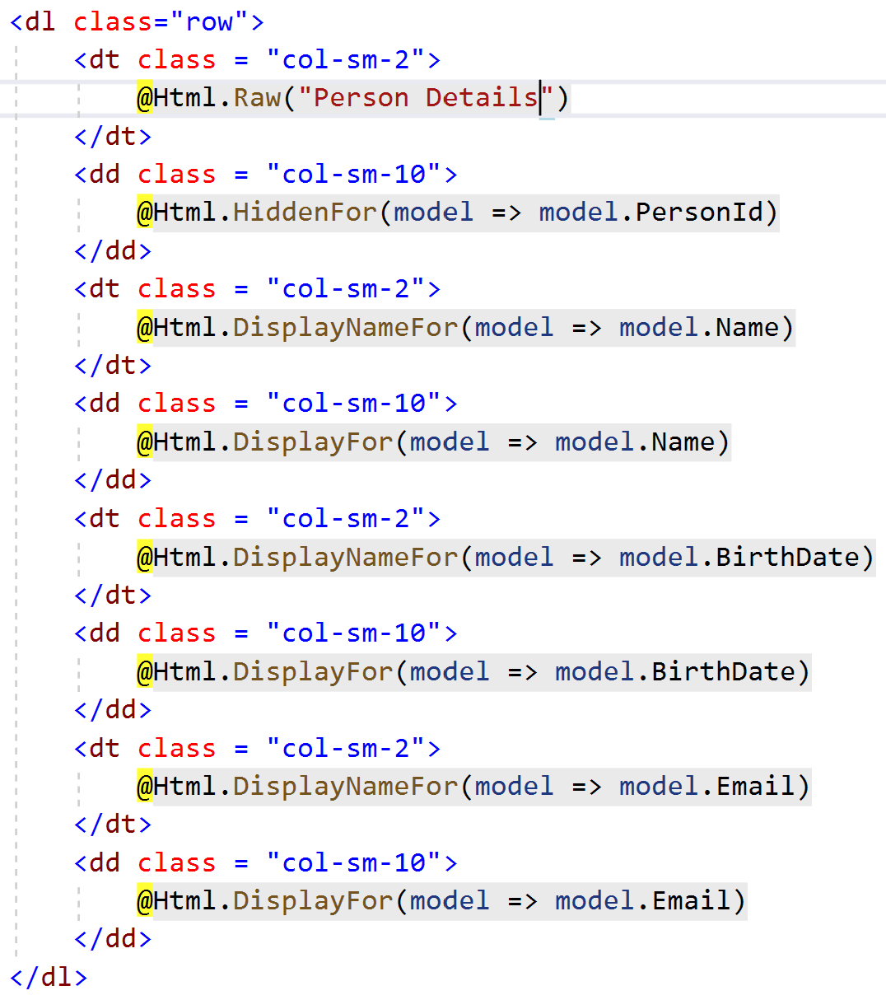 <dl class="row">
    <dt class = "col-sm-2">
        @Html.Raw("Person Details")
    </dt>
    <dd class = "col-sm-10">
        @Html.HiddenFor(model => model.PersonId)
    </dd>
    <dt class = "col-sm-2">
        @Html.DisplayNameFor(model => model.Name)
    </dt>
    <dd class = "col-sm-10">
        @Html.DisplayFor(model => model.Name)
    </dd>
    <dt class = "col-sm-2">
        @Html.DisplayNameFor(model => model.BirthDate)
    </dt>
    <dd class = "col-sm-10">
        @Html.DisplayFor(model => model.BirthDate)
    </dd>
    <dt class = "col-sm-2">
        @Html.DisplayNameFor(model => model.Email)
    </dt>
    <dd class = "col-sm-10">
        @Html.DisplayFor(model => model.Email)
    </dd>
</dl>